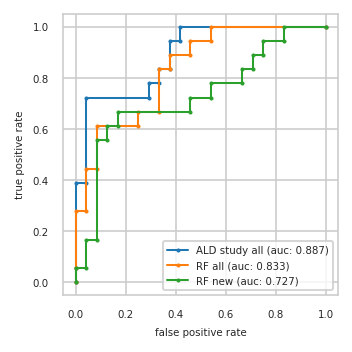 1.0
0.8
0.6
0.4
0.2
0.0
true positive rate
ALD study all (auc: 0.887)
RF all (auc: 0.833)
RF new (auc: 0.727)
0.0 0.2 0.4 0.6 0.8 1.0
false positive rate